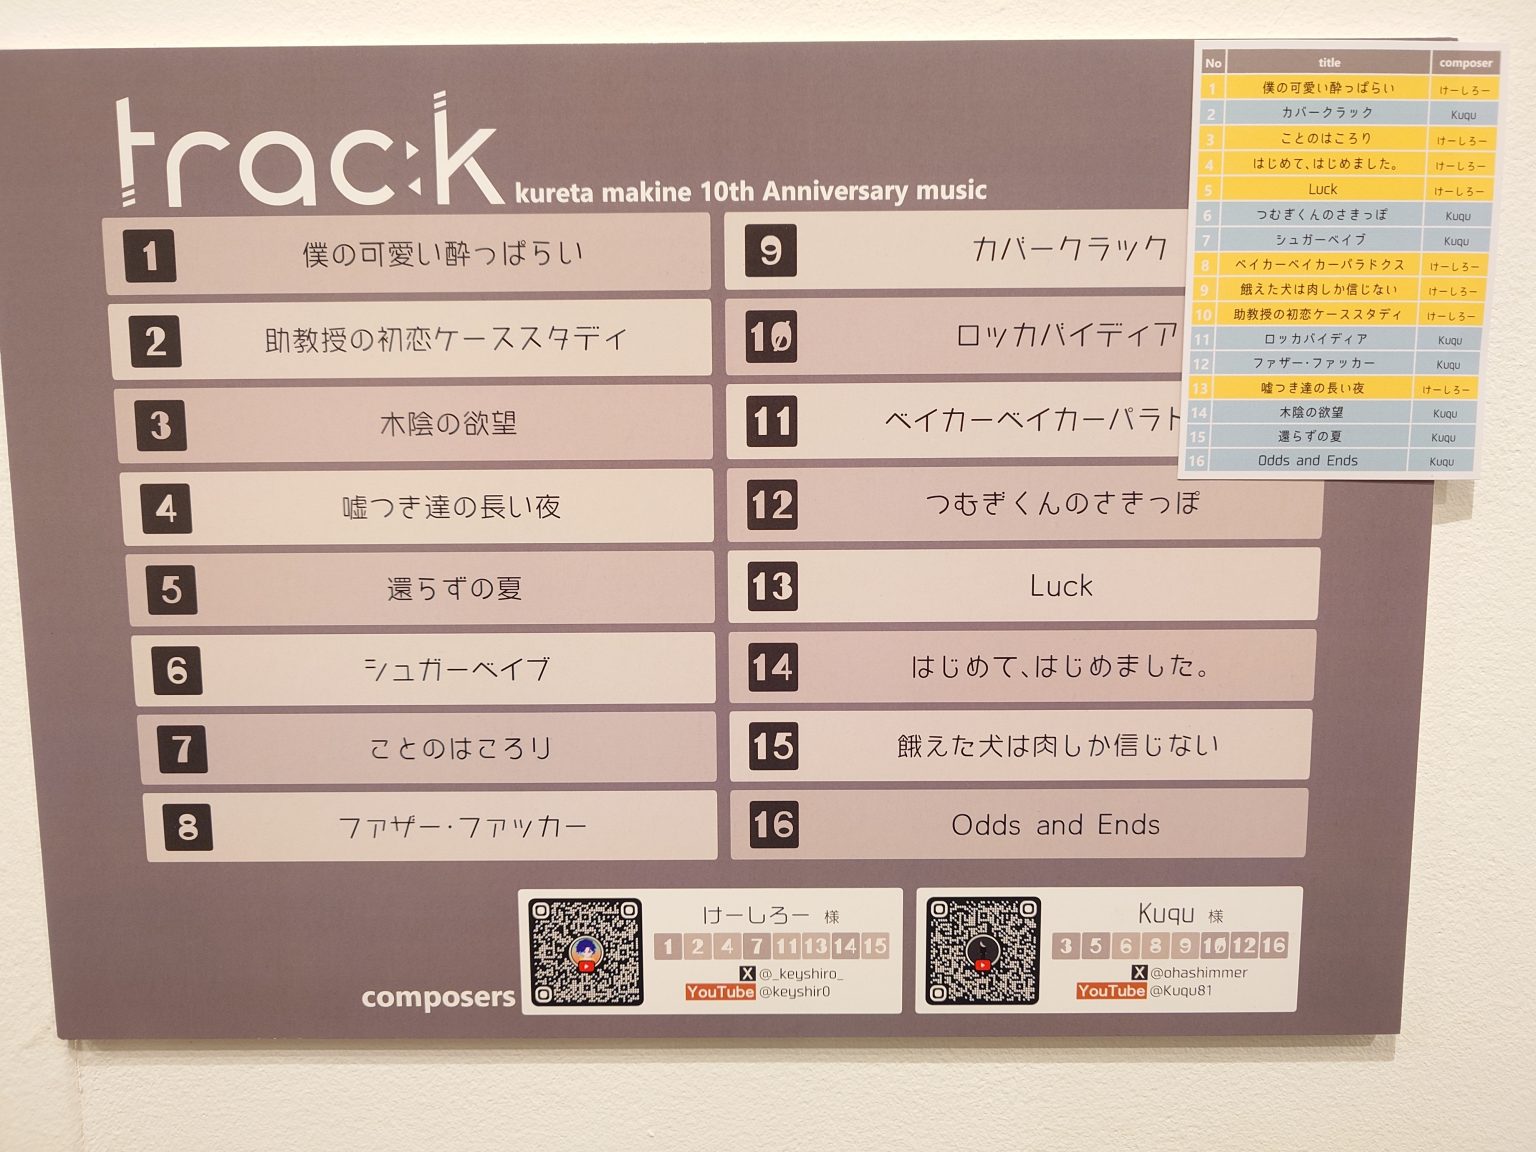 trac:k
kureta makine 10th Anniversary music
1 僕の可愛い酔っぱらい
2 助教授の初恋ケーススタディ
3 木陰の欲望
4 嘘つき達の長い夜
5 還らずの夏
6 シュガーベイブ
7 ことのはころり
8 ファザー・ファッカー
9 カバークラック
10 ロッカバイディア
11 ベイカーベイカーパラド
12 つむぎくんのさきっぽ
13 Luck
14 はじめて、はじめました。
15 餓えた犬は肉しか信じない
16 Odds and Ends
No title composer
1 僕の可愛い酔っぱらい けーしろー
2 カバークラック Kuqu
3 ことのはころり けーしろー
4 はじめて、はじめました。 けーしろー
5 Luck けーしろー
6 つむぎくんのさきっぽ Kuqu
7 シュガーベイブ Kuqu
8 ベイカーベイカーパラドクス けーしろー
9 餓えた犬は肉しか信じない けーしろー
10 助教授の初恋ケーススタディ けーしろー
11 ロッカバイディア Kuqu
12 ファザー・ファッカー Kuqu
13 嘘つき達の長い夜 けーしろー
14 木陰の欲望 Kuqu
15 還らずの夏 Kuqu
16 Odds and Ends Kuqu
composers
けーしろー 様
1 2 4 7 11 13 14 15
X @_keyshiro_
YouTube @keyshir0
Kuqu 様
3 5 6 8 9 10 12 16
X @ohashimmer
YouTube @Kuqu81